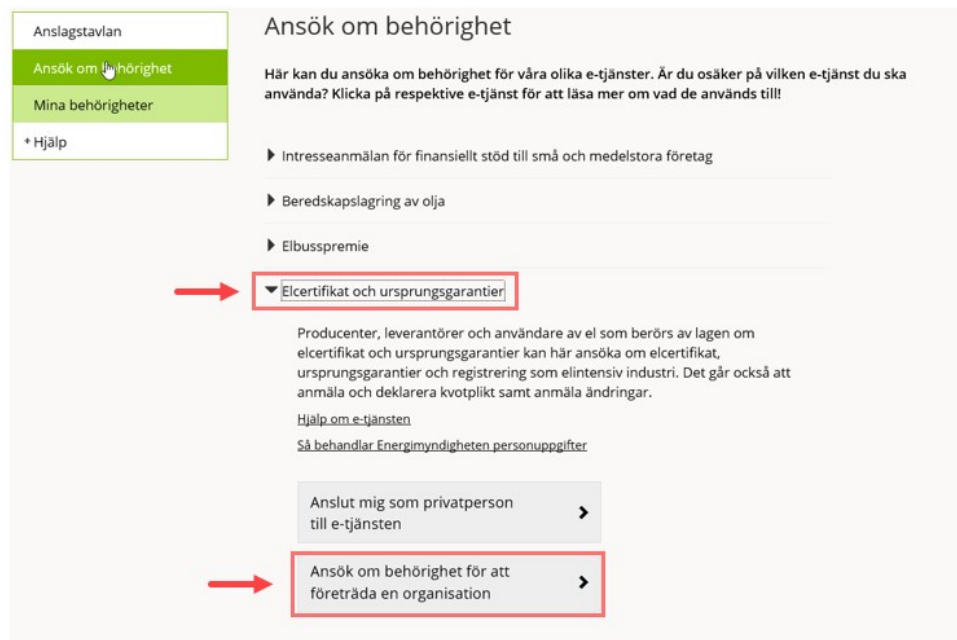 Anslagstavlan
Ansök om behörighet
Mina behörigheter
+ Hjälp
Ansök om behörighet
Här kan du ansöka om behörighet för våra olika e-tjänster. Är du osäker på vilken e-tjänst du ska
använda? Klicka på respektive e-tjänst för att läsa mer om vad de används till!
Intresseanmälan för finansiellt stöd till små och medelstora företag
Beredskapslagring av olja
Elbusspremie
Elcertifikat och ursprungsgarantier
Producenter, leverantörer och användare av el som berörs av lagen om
elcertifikat och ursprungsgarantier kan här ansöka om elcertifikat,
ursprungsgarantier och registrering som elintensiv industri. Det går också att
anmäla och deklarera kvotplikt samt anmäla ändringar.
Hjälp om e-tjänsten
Så behandlar Energimyndigheten personuppgifter
Anslut mig som privatperson
till e-tjänsten
Ansök om behörighet för att
företräda en organisation